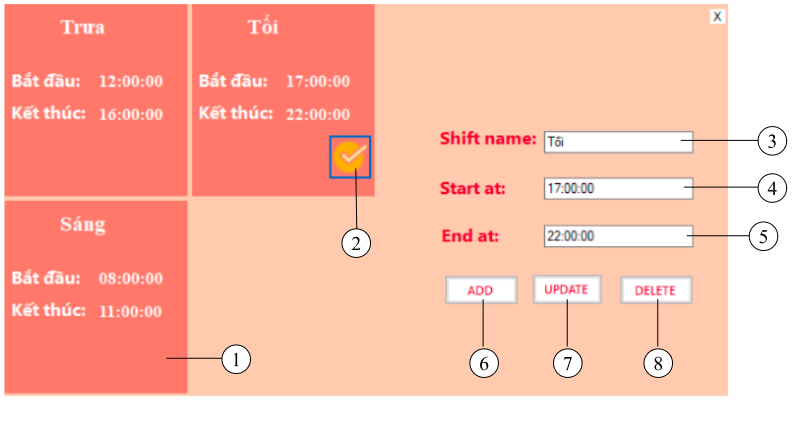 Trưa
Bắt đầu: 12:00:00
Kết thúc: 16:00:00
Tối
Bắt đầu: 17:00:00
Kết thúc: 22:00:00
2
Sáng
Bắt đầu: 08:00:00
Kết thúc: 11:00:00
1
X
Shift name: Tối 3
Start at: 17:00:00 4
End at: 22:00:00 5
ADD UPDATE DELETE
6 7 8